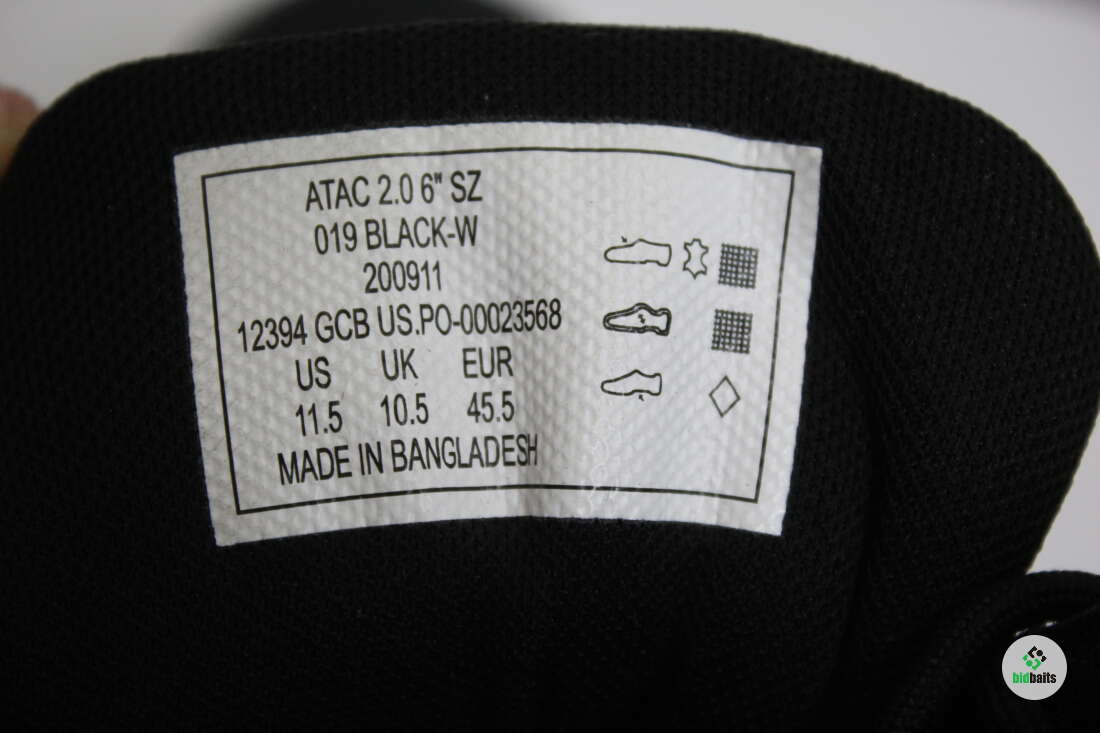 ATAC 2.0 6" SZ
019 BLACK-W
200911
12394 GCB US.PO-00023568
US UK EUR
11.5 10.5 45.5
MADE IN BANGLADESH
bidbaits